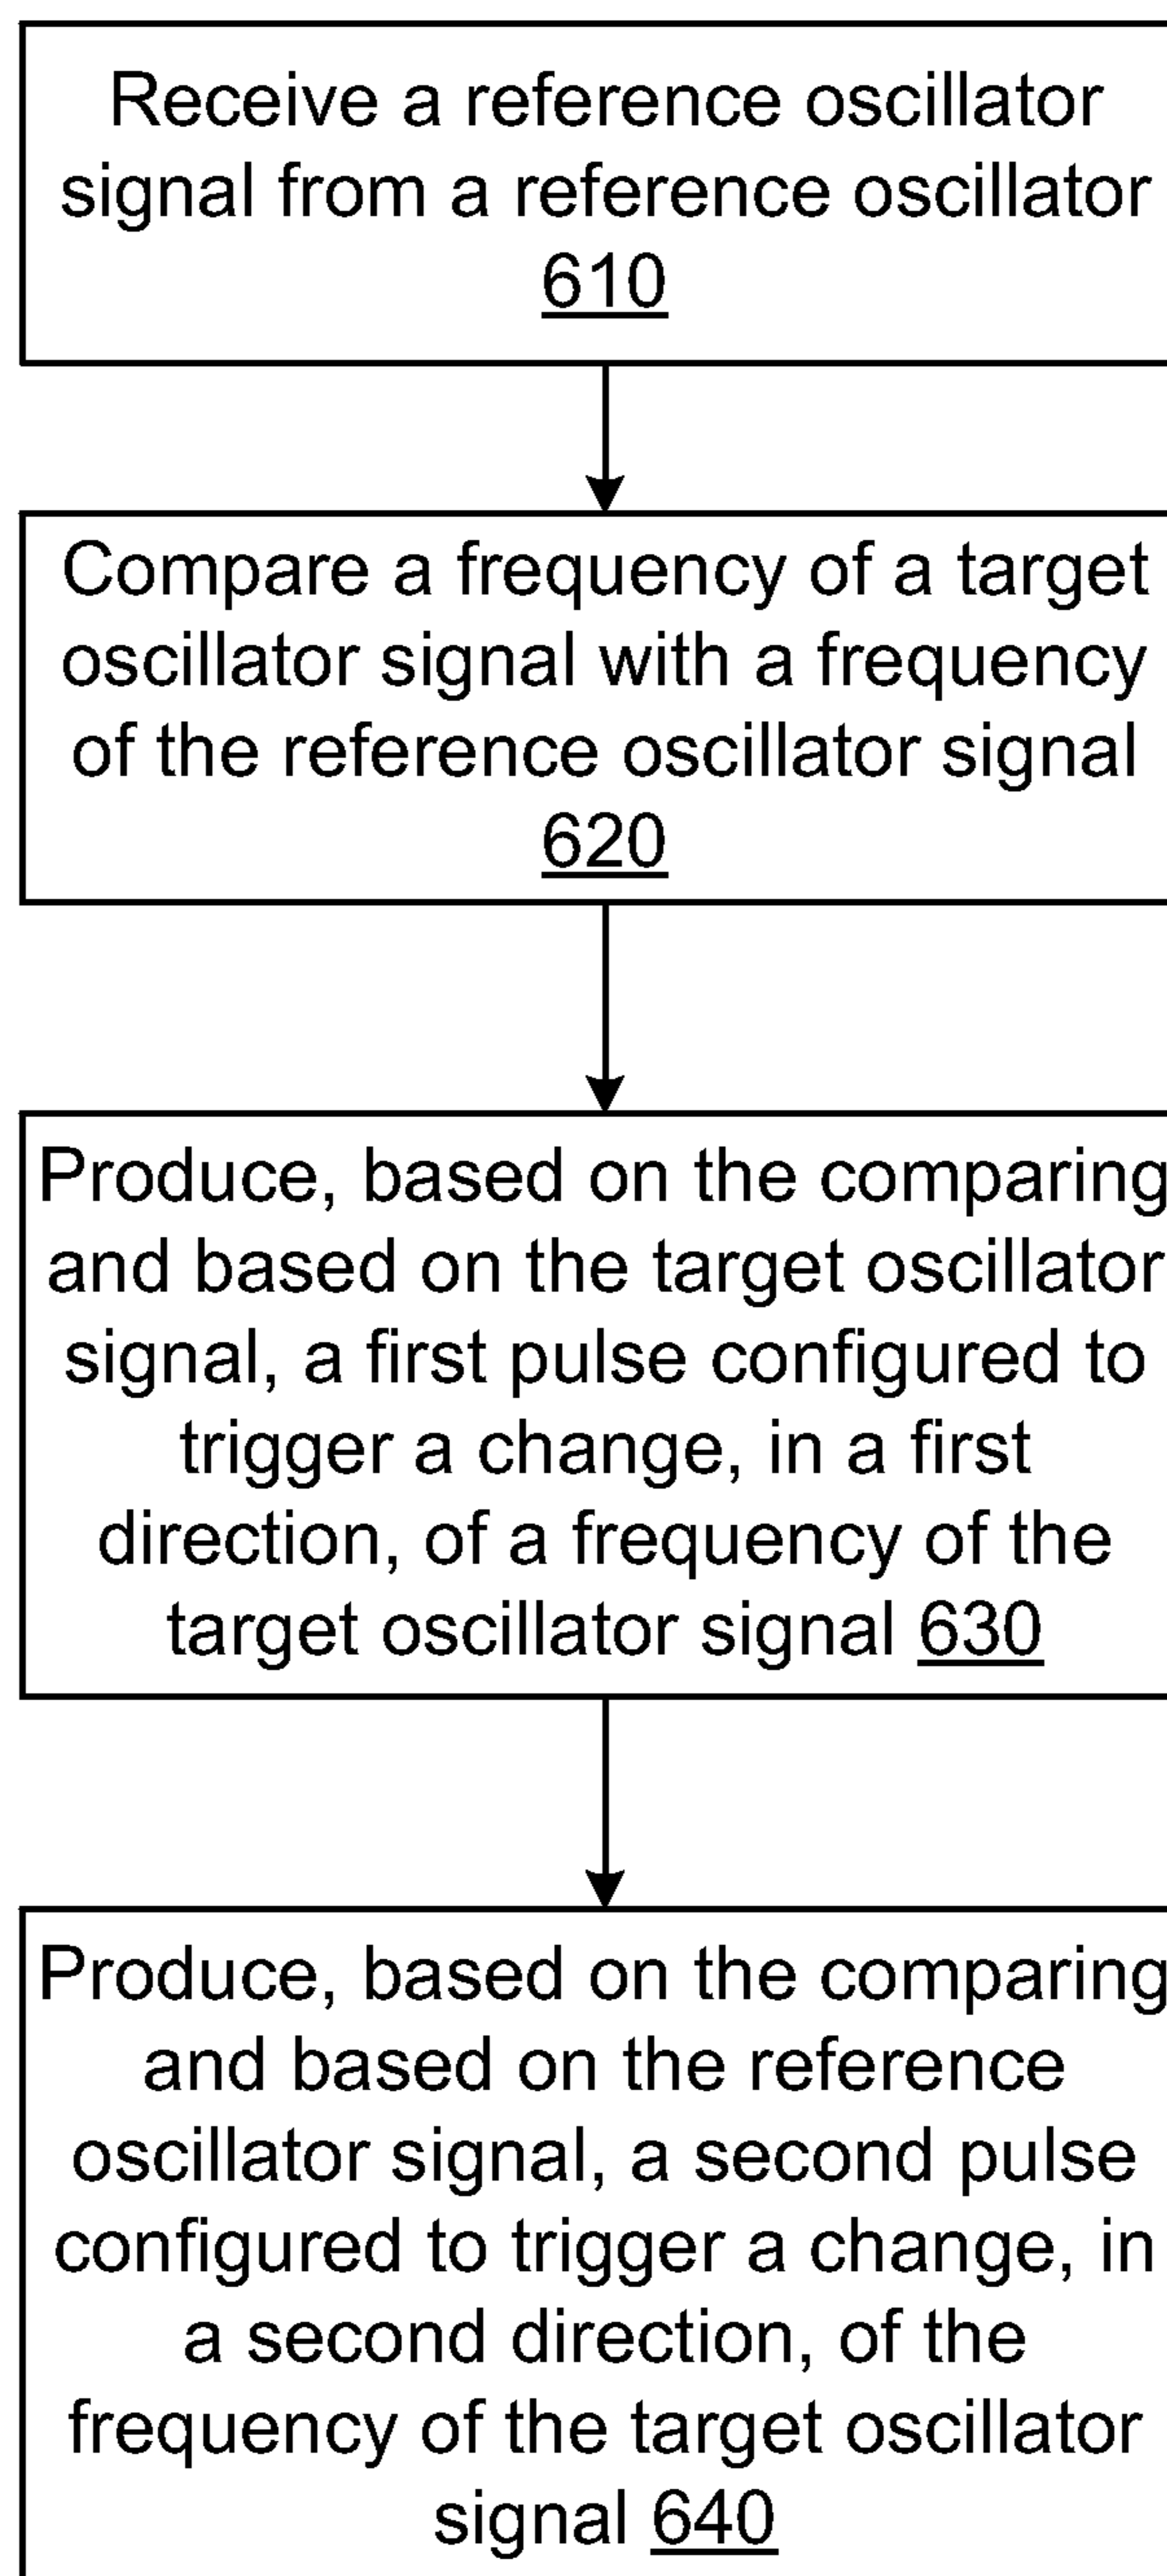 Receive a reference oscillator
signal from a reference oscillator
610
Compare a frequency of a target
oscillator signal with a frequency
of the reference oscillator signal
620
Produce, based on the comparing
and based on the target oscillator
signal, a first pulse configured to
trigger a change, in a first
direction, of a frequency of the
target oscillator signal 630
Produce, based on the comparing
and based on the reference
oscillator signal, a second pulse
configured to trigger a change, in
a second direction, of the
frequency of the target oscillator
signal 640